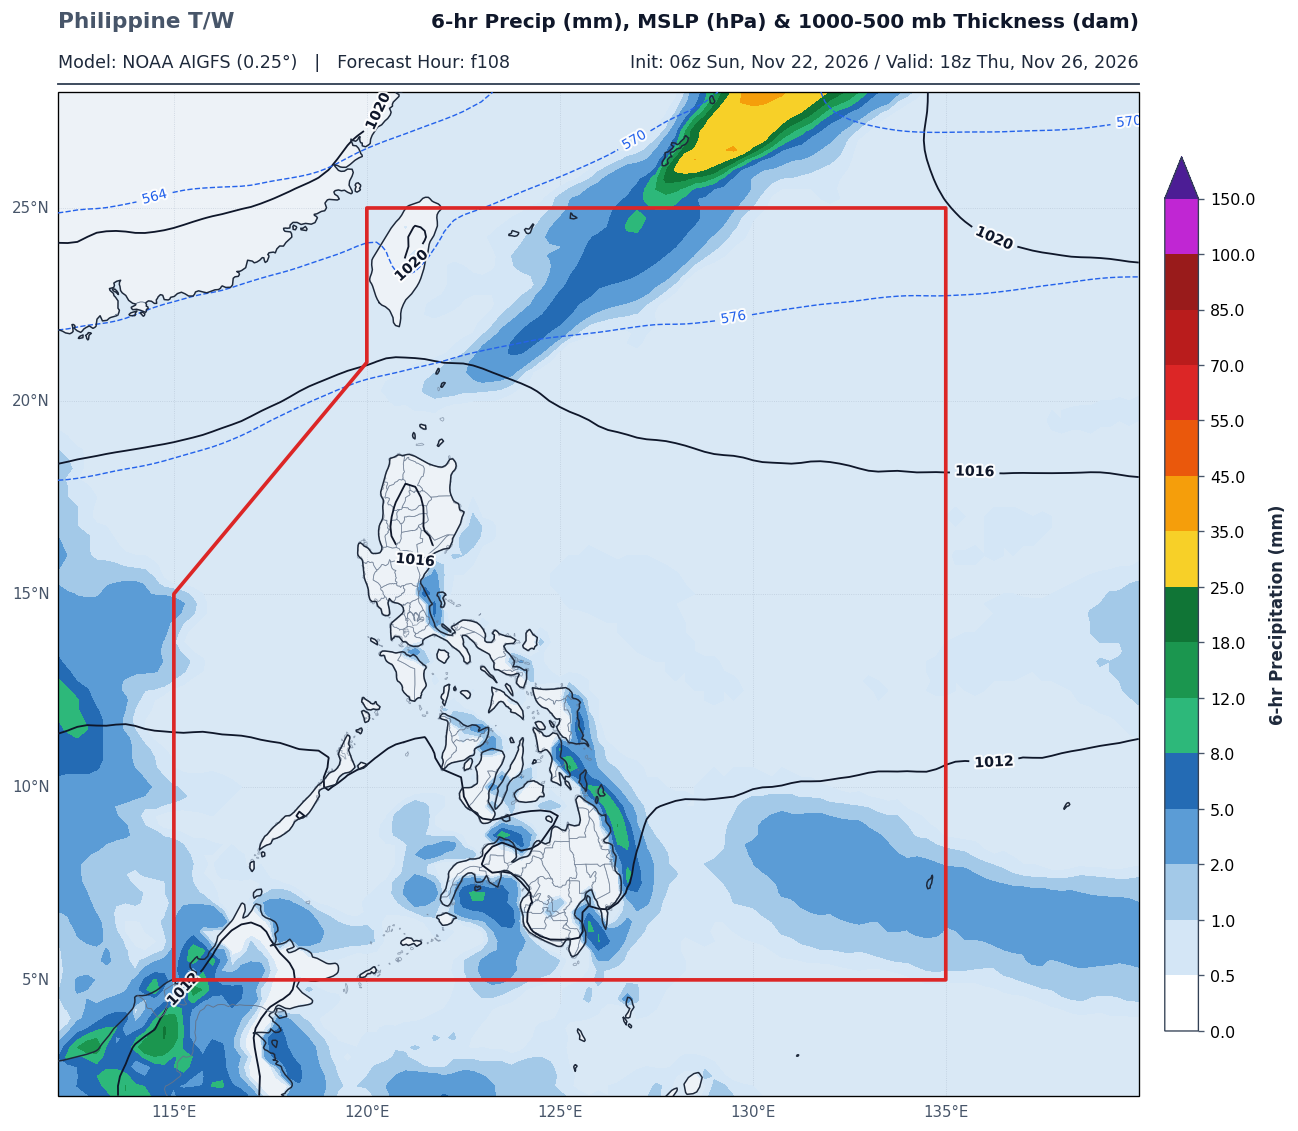 Philippine T/W
6-hr Precip (mm), MSLP (hPa) & 1000-500 mb Thickness (dam)
Model: NOAA AIGFS (0.25°) | Forecast Hour: f108
Init: 06z Sun, Nov 22, 2026 / Valid: 18z Thu, Nov 26, 2026
1020
570
570
564
1020
1020
576
1016
1016
1012
1012
25°N
20°N
15°N
10°N
5°N
115°E
120°E
125°E
130°E
135°E
150.0
100.0
85.0
70.0
55.0
45.0
35.0
25.0
18.0
12.0
8.0
5.0
2.0
1.0
0.5
0.0
6-hr Precipitation (mm)